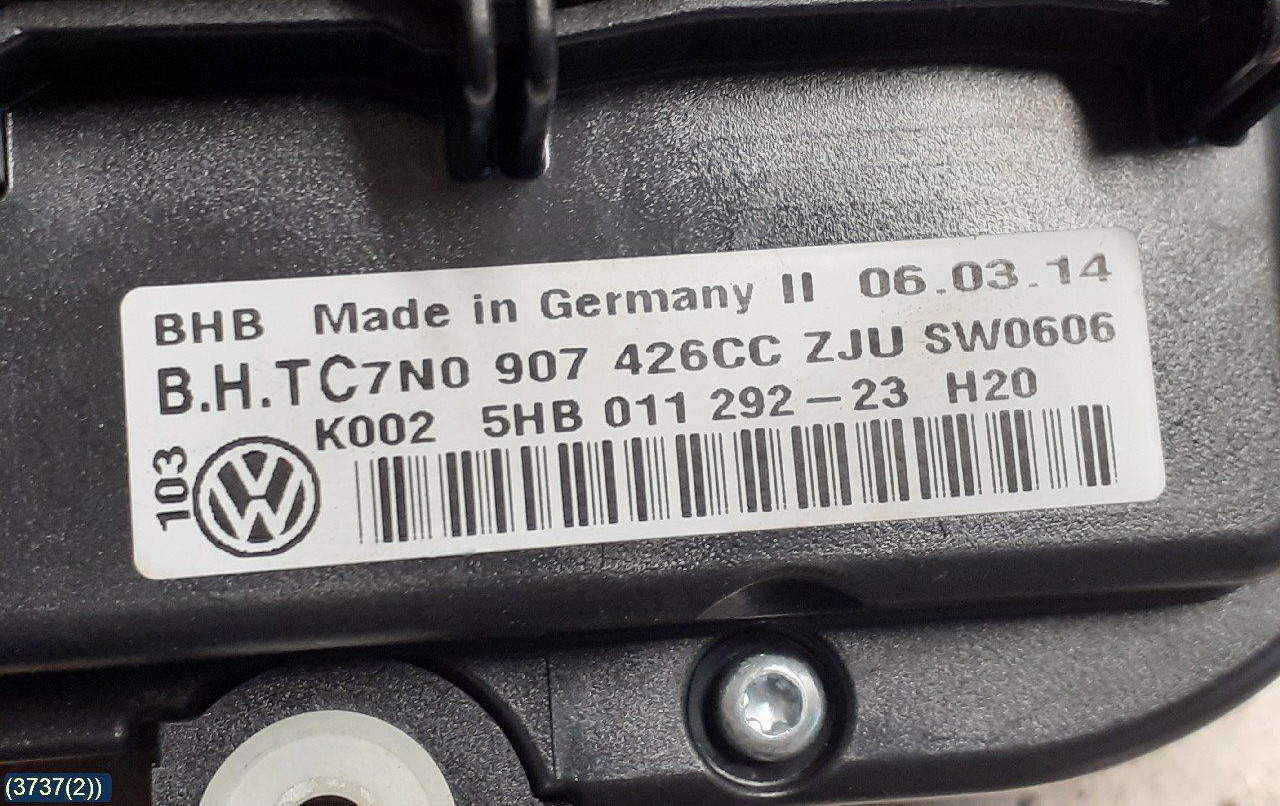 BHB Made in Germany II 06.03.14
B.H.TC7N0 907 426CC ZJU SW0606
K002 5HB 011 292-23 H20
103
(3737(2))